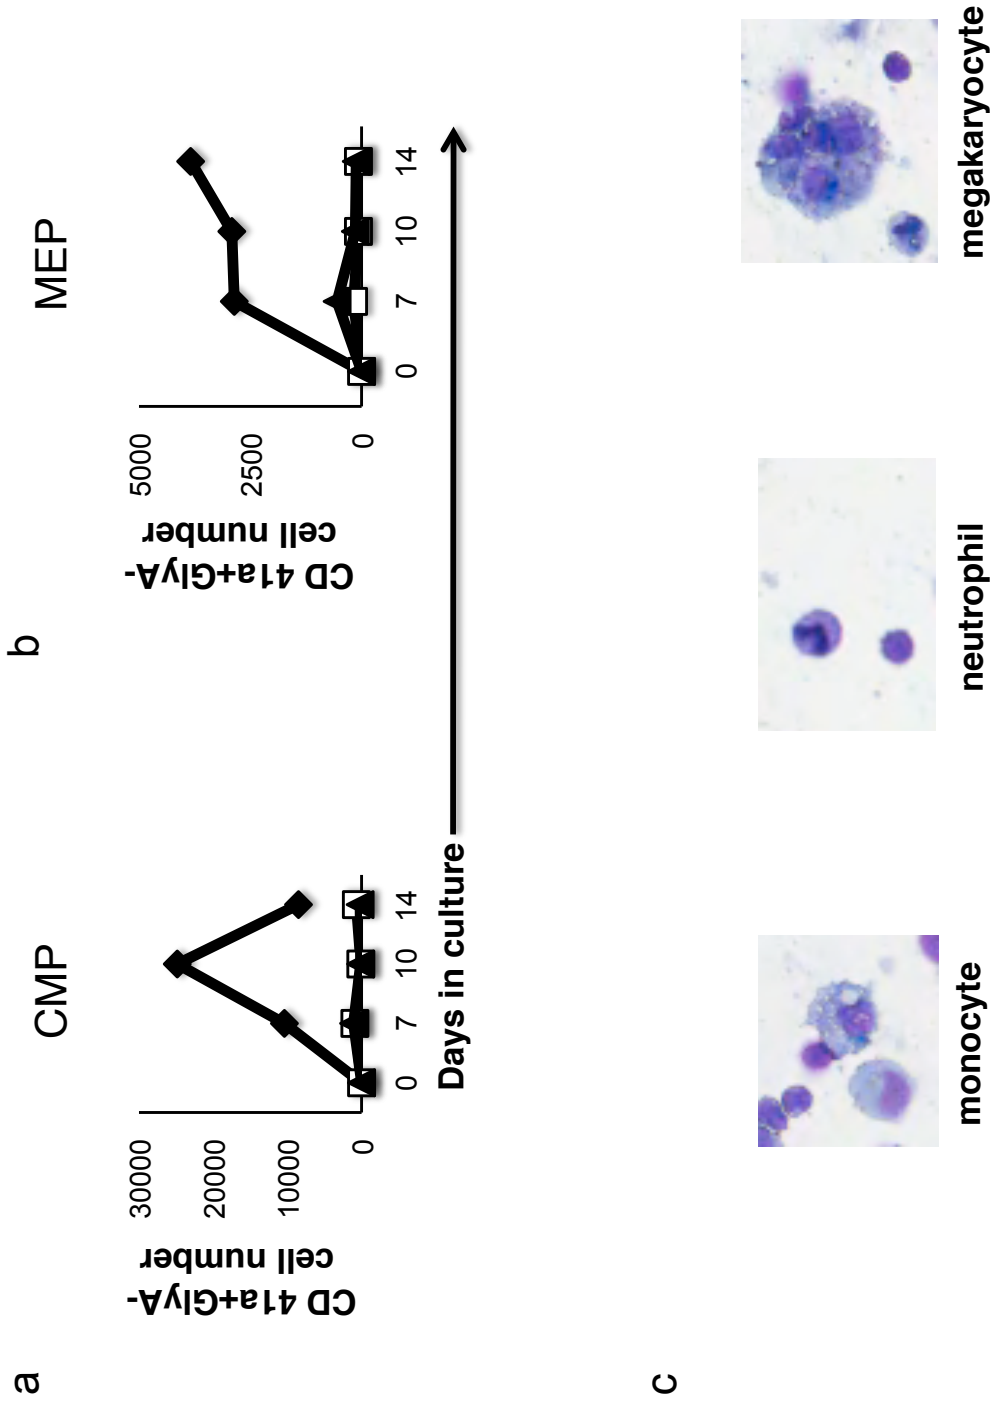 a
CMP
CD 41a+GlyA-
cell number
30000
20000
10000
0
0 7 10 14
b
MEP
CD 41a+GlyA-
cell number
5000
2500
0
0 7 10 14
Days in culture
c
monocyte
neutrophil
megakaryocyte